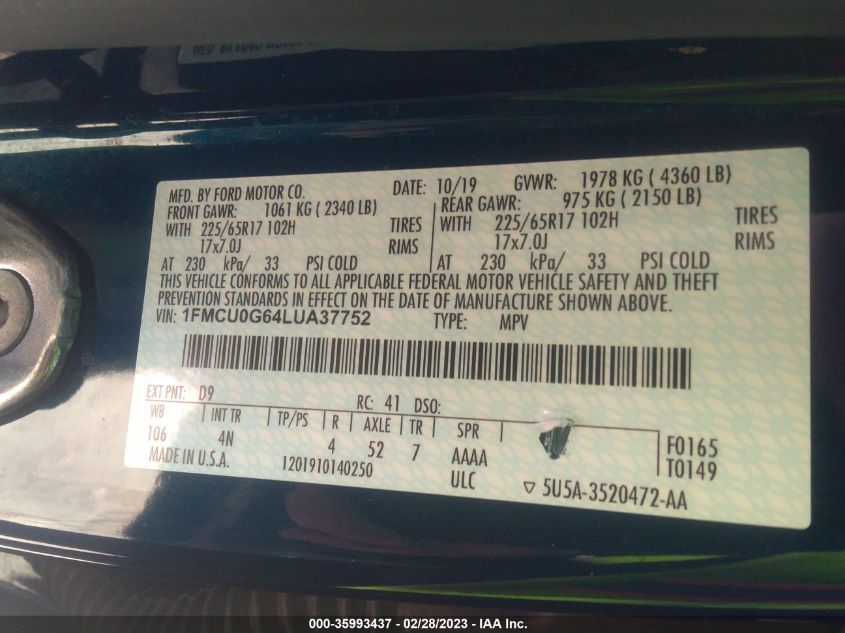 MFD. BY FORD MOTOR CO. DATE: 10/19 GVWR: 1978 KG ( 4360 LB)
FRONT GAWR: 1061 KG ( 2340 LB) REAR GAWR: 975 KG ( 2150 LB)
WITH 225/65R17 102H TIRES WITH 225/65R17 102H TIRES
17x7.0J RIMS 17x7.0J RIMS
AT 230 kPa/ 33 PSI COLD AT 230 kPa/ 33 PSI COLD
THIS VEHICLE CONFORMS TO ALL APPLICABLE FEDERAL MOTOR VEHICLE SAFETY AND THEFT
PREVENTION STANDARDS IN EFFECT ON THE DATE OF MANUFACTURE SHOWN ABOVE.
VIN: 1FMCU0G64LUA37752 TYPE: MPV
EXT PNT: D9 RC: 41 DSO:
WB INT TR TP/PS R AXLE TR SPR
106 4N 4 52 7 AAAA F0165
MADE IN U.S.A. 1201910140250 ULC T0149
5U5A-3520472-AA
000-35993437 - 02/28/2023 - IAA Inc.